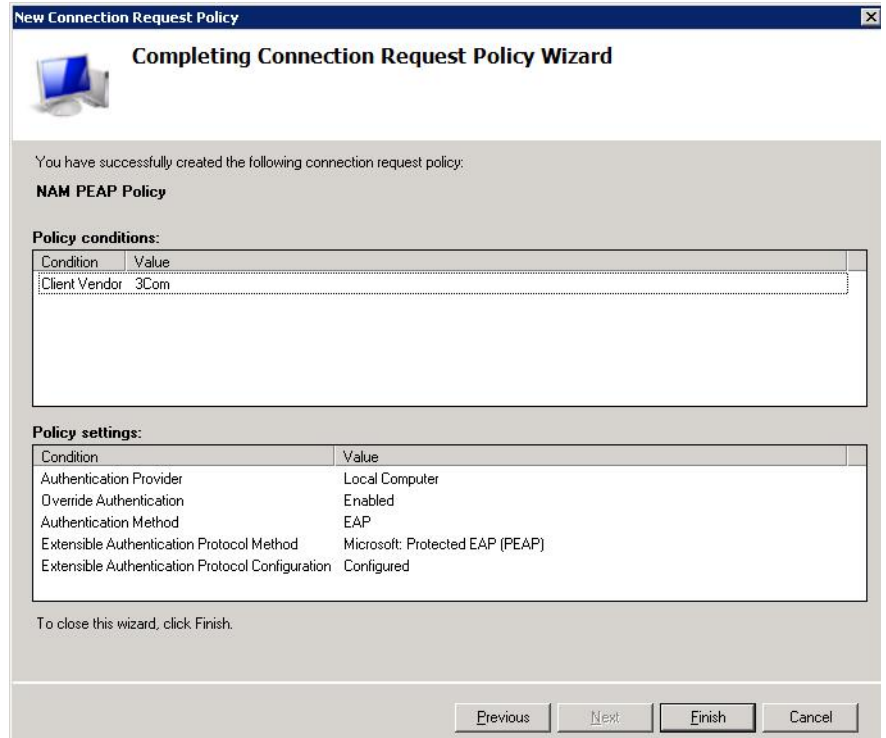 New Connection Request Policy
Completing Connection Request Policy Wizard
You have successfully created the following connection request policy:
NAM PEAP Policy
Policy conditions:
Condition Value
Client Vendor 3Com
Policy settings:
Condition Value
Authentication Provider Local Computer
Override Authentication Enabled
Authentication Method EAP
Extensible Authentication Protocol Method Microsoft: Protected EAP (PEAP)
Extensible Authentication Protocol Configuration Configured
To close this wizard, click Finish.
Previous Next Finish Cancel